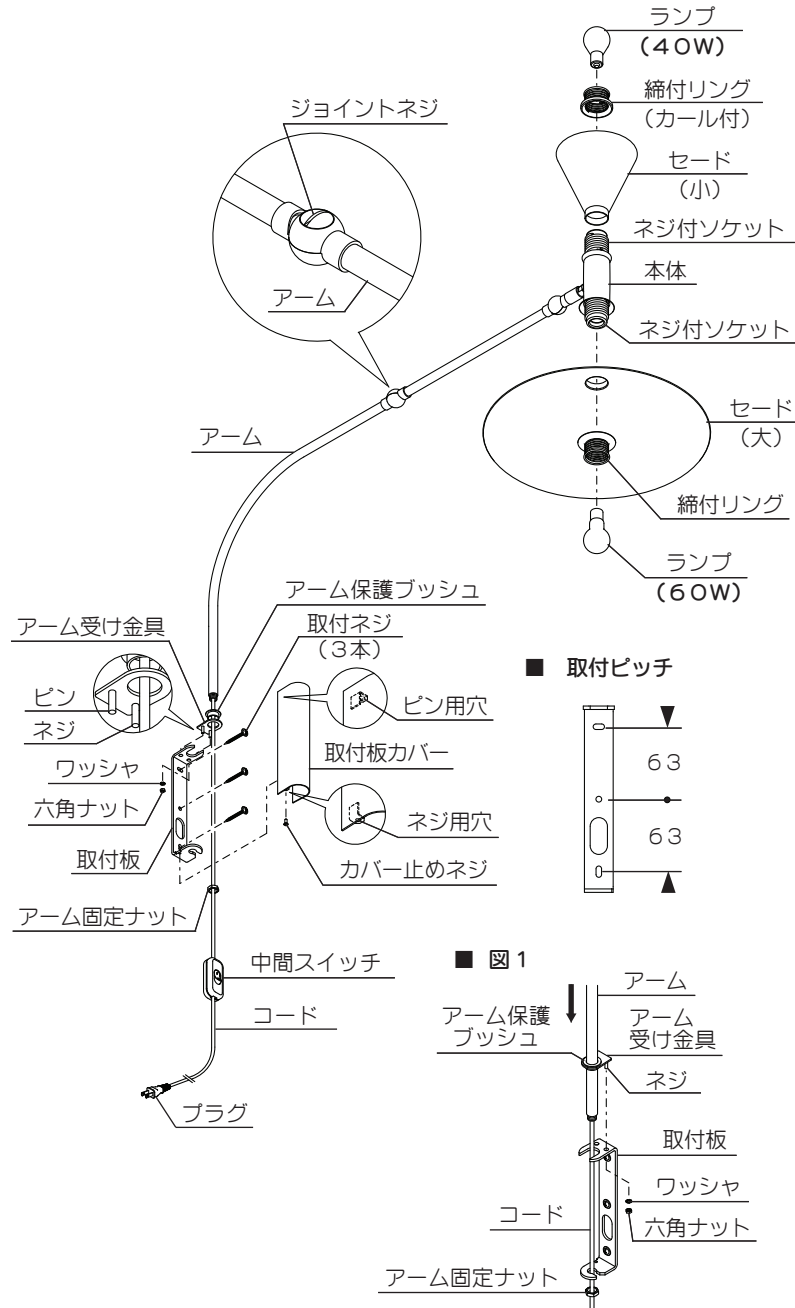 ランプ
(40W)
締付リング
(カール付)
セード
(小)
ネジ付ソケット
本体
ネジ付ソケット
セード
(大)
締付リング
ランプ
(60W)
ジョイントネジ
アーム
アーム
アーム保護ブッシュ
アーム受け金具
取付ネジ
(3本)
ピン
ネジ
ピン用穴
取付板カバー
ワッシャ
六角ナット
ネジ用穴
取付板
カバー止めネジ
アーム固定ナット
中間スイッチ
コード
プラグ
■ 取付ピッチ
63
63
■ 図1
アーム
アーム保護
ブッシュ
アーム
受け金具
ネジ
取付板
ワッシャ
コード
六角ナット
アーム固定ナット